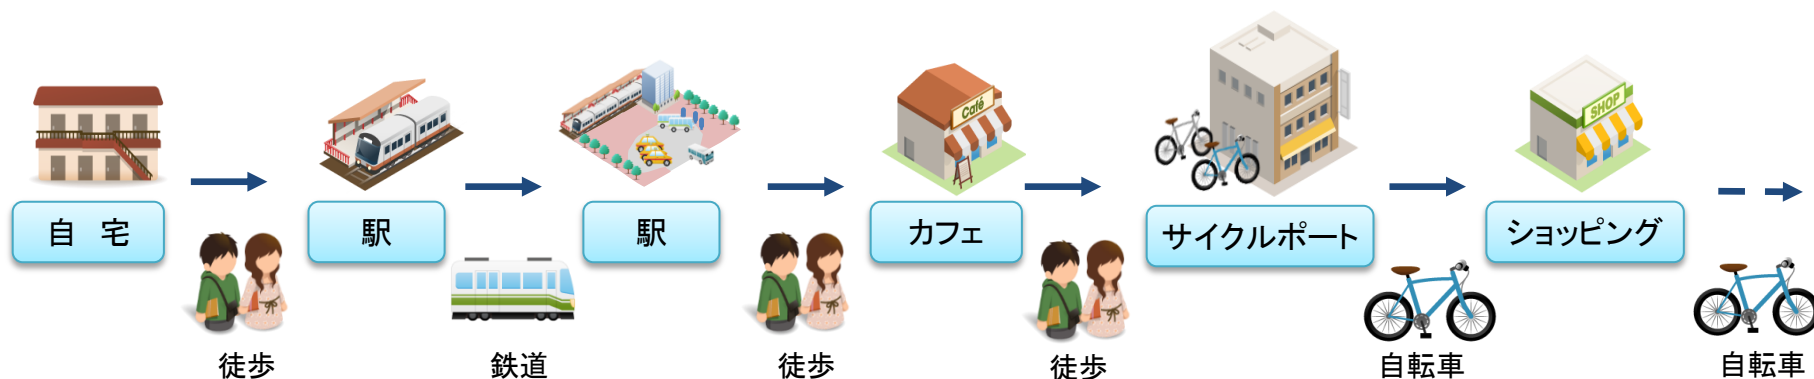 Café
SHOP
自　宅
駅
駅
カフェ
サイクルポート
ショッピング
徒歩
鉄道
徒歩
徒歩
自転車
自転車